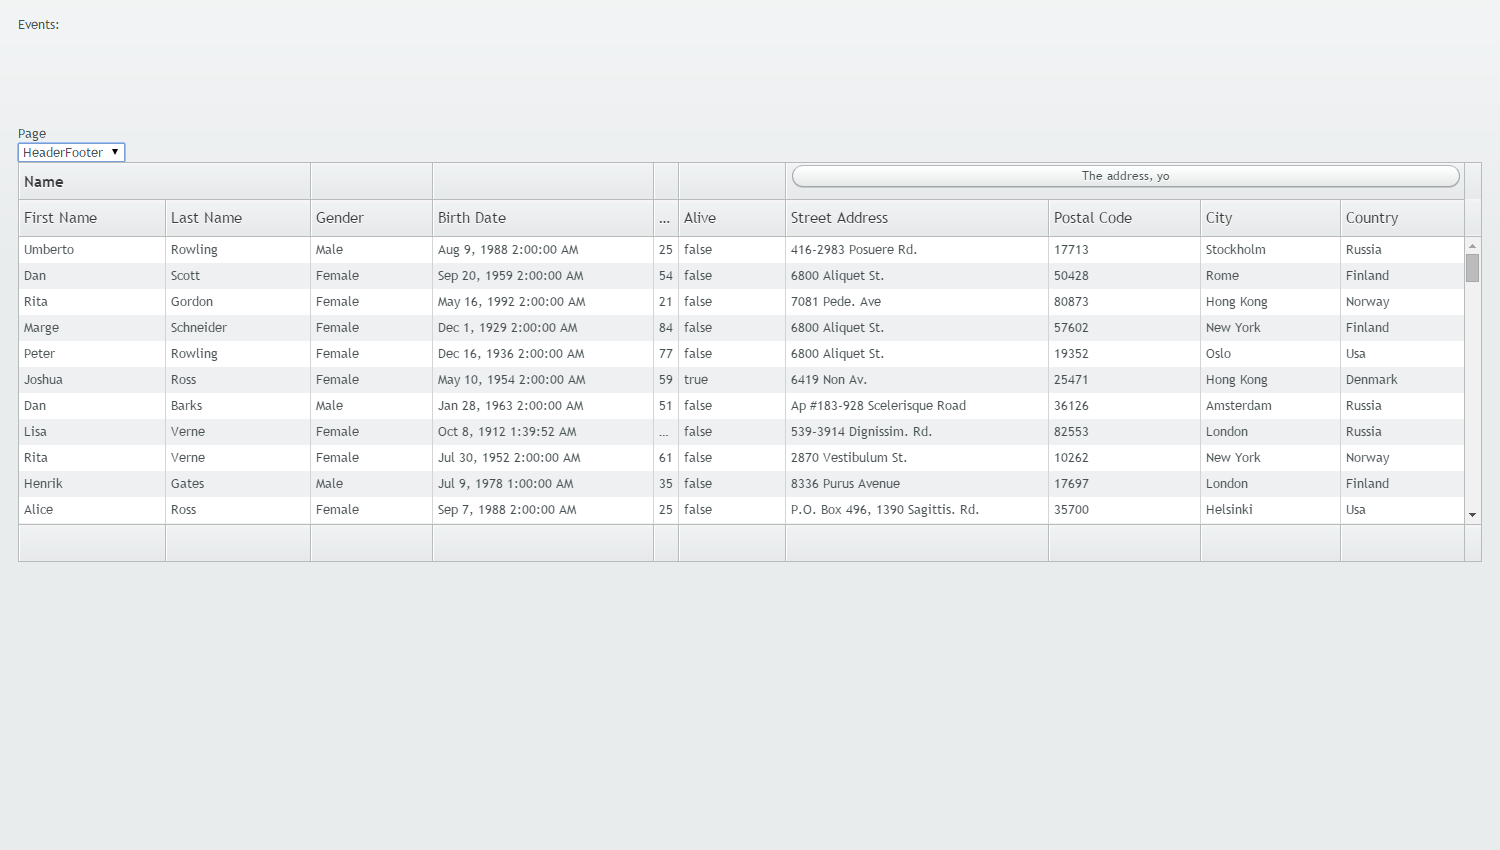 Events:
Page
HeaderFooter
Name The address, yo
First Name Last Name Gender Birth Date ... Alive Street Address Postal Code City Country
Umberto Rowling Male Aug 9, 1988 2:00:00 AM 25 false 416-2983 Posuere Rd. 17713 Stockholm Russia
Dan Scott Female Sep 20, 1959 2:00:00 AM 54 false 6800 Aliquet St. 50428 Rome Finland
Rita Gordon Female May 16, 1992 2:00:00 AM 21 false 7081 Pede. Ave 80873 Hong Kong Norway
Marge Schneider Female Dec 1, 1929 2:00:00 AM 84 false 6800 Aliquet St. 57602 New York Finland
Peter Rowling Female Dec 16, 1936 2:00:00 AM 77 false 6800 Aliquet St. 19352 Oslo Usa
Joshua Ross Female May 10, 1954 2:00:00 AM 59 true 6419 Non Av. 25471 Hong Kong Denmark
Dan Barks Male Jan 28, 1963 2:00:00 AM 51 false Ap #183-928 Scelerisque Road 36126 Amsterdam Russia
Lisa Verne Female Oct 8, 1912 1:39:52 AM ... false 539-3914 Dignissim. Rd. 82553 London Russia
Rita Verne Female Jul 30, 1952 2:00:00 AM 61 false 2870 Vestibulum St. 10262 New York Norway
Henrik Gates Male Jul 9, 1978 1:00:00 AM 35 false 8336 Purus Avenue 17697 London Finland
Alice Ross Female Sep 7, 1988 2:00:00 AM 25 false P.O. Box 496, 1390 Sagittis. Rd. 35700 Helsinki Usa